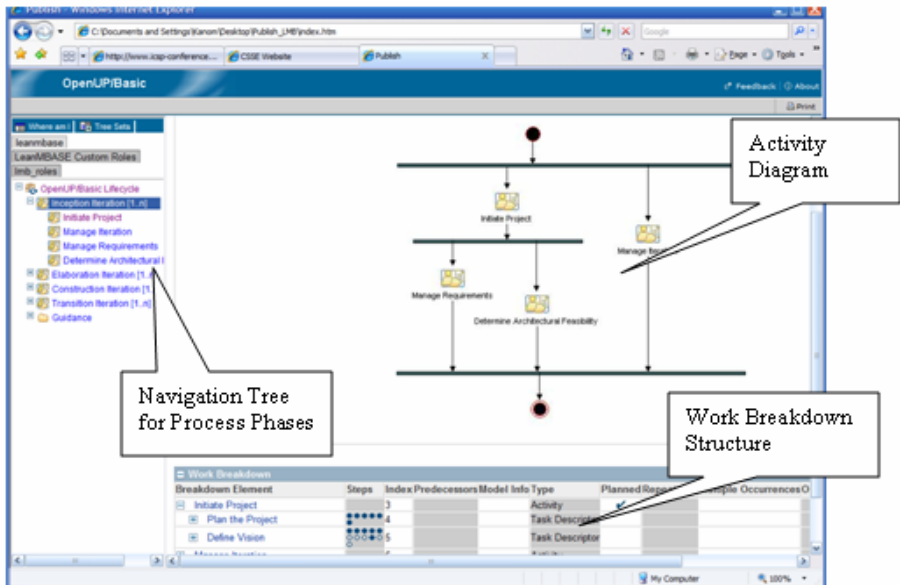 Publish - Windows Internet Explorer
C:\Documents and Settings\Kanom\Desktop\Publish_LMB\index.htm
Google
http://www.icsp-conference....
CSSE Website
Publish
Page
Tools
OpenUP/Basic
Feedback
About
Print
Where am I
Tree Sets
leanmbase
LeanMBASE Custom Roles
lmb_roles
OpenUP/Basic Lifecycle
Inception Iteration [1..n]
Initiate Project
Manage Iteration
Manage Requirements
Determine Architectural
Elaboration Iteration [1..n]
Construction Iteration [1..
Transition Iteration [1..n]
Guidance
Initiate Project
Manage
Manage Requirements
Determine Architectural Feasibility
Activity
Diagram
Navigation Tree
for Process Phases
Work Breakdown
Structure
Work Breakdown
Breakdown Element Steps Index Predecessors Model Info Type Planned Occurrences O
Initiate Project 3 Activity
Plan the Project 4 Task Descriptor
Define Vision 5 Task Descriptor
My Computer
100%